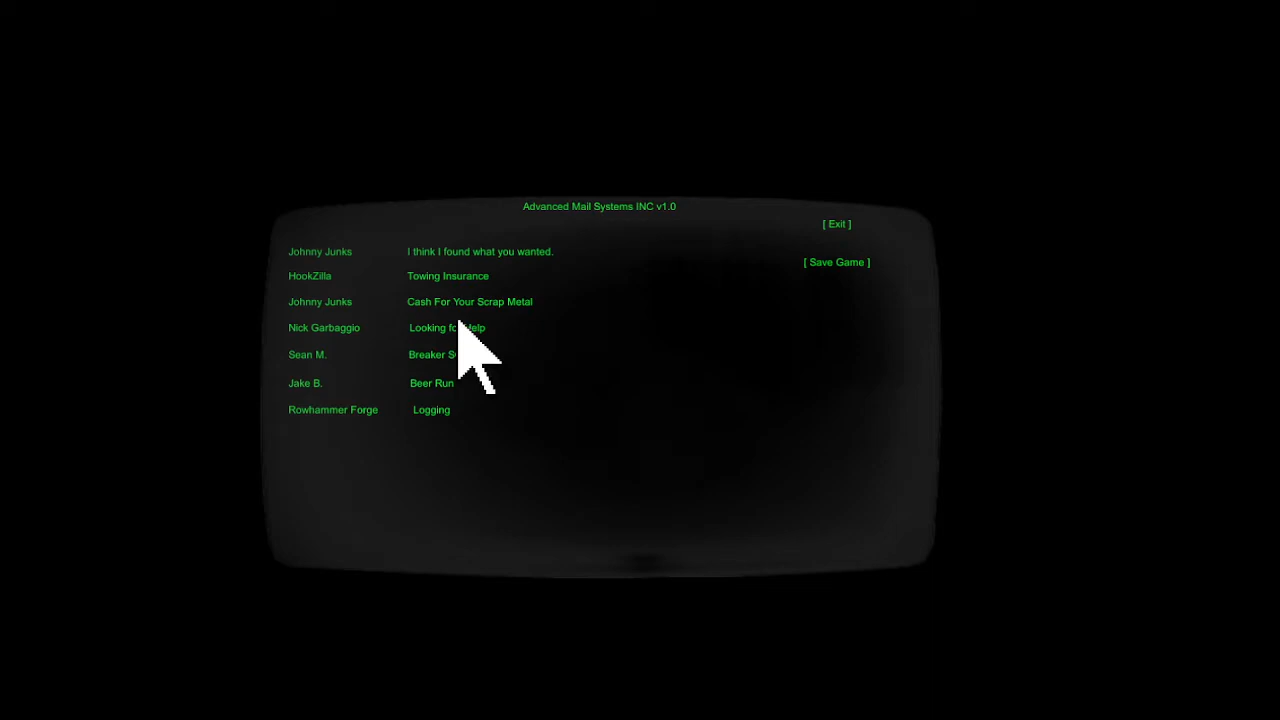 Advanced Mail Systems INC v1.0
[ Exit ]
Johnny Junks I think I found what you wanted.
[ Save Game ]
HookZilla Towing Insurance
Johnny Junks Cash For Your Scrap Metal
Nick Garbaggio Looking Help
Sean M. Breaker
Jake B. Beer Run
Rowhammer Forge Logging